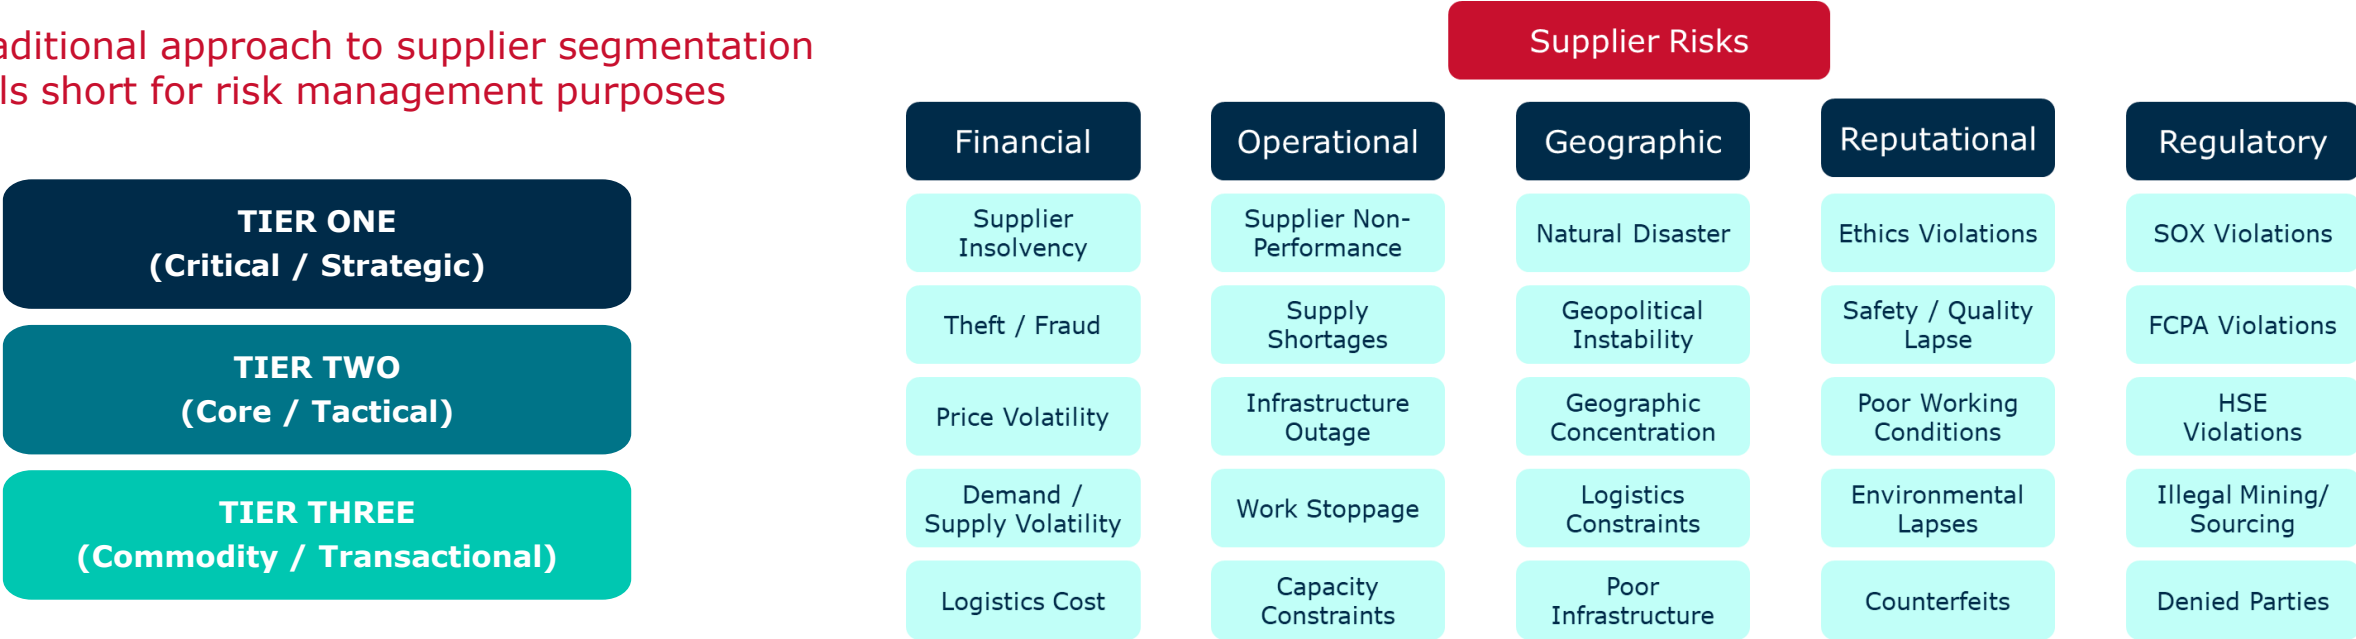 aditional approach to supplier segmentation
ls short for risk management purposes
TIER ONE
(Critical / Strategic)
TIER TWO
(Core / Tactical)
TIER THREE
(Commodity / Transactional)
Supplier Risks
Financial
Supplier
Insolvency
Theft / Fraud
Price Volatility
Demand /
Supply Volatility
Logistics Cost
Operational
Supplier Non-
Performance
Supply
Shortages
Infrastructure
Outage
Work Stoppage
Capacity
Constraints
Geographic
Natural Disaster
Geopolitical
Instability
Geographic
Concentration
Logistics
Constraints
Poor
Infrastructure
Reputational
Ethics Violations
Safety / Quality
Lapse
Poor Working
Conditions
Environmental
Lapses
Counterfeits
Regulatory
SOX Violations
FCPA Violations
HSE
Violations
Illegal Mining/
Sourcing
Denied Parties